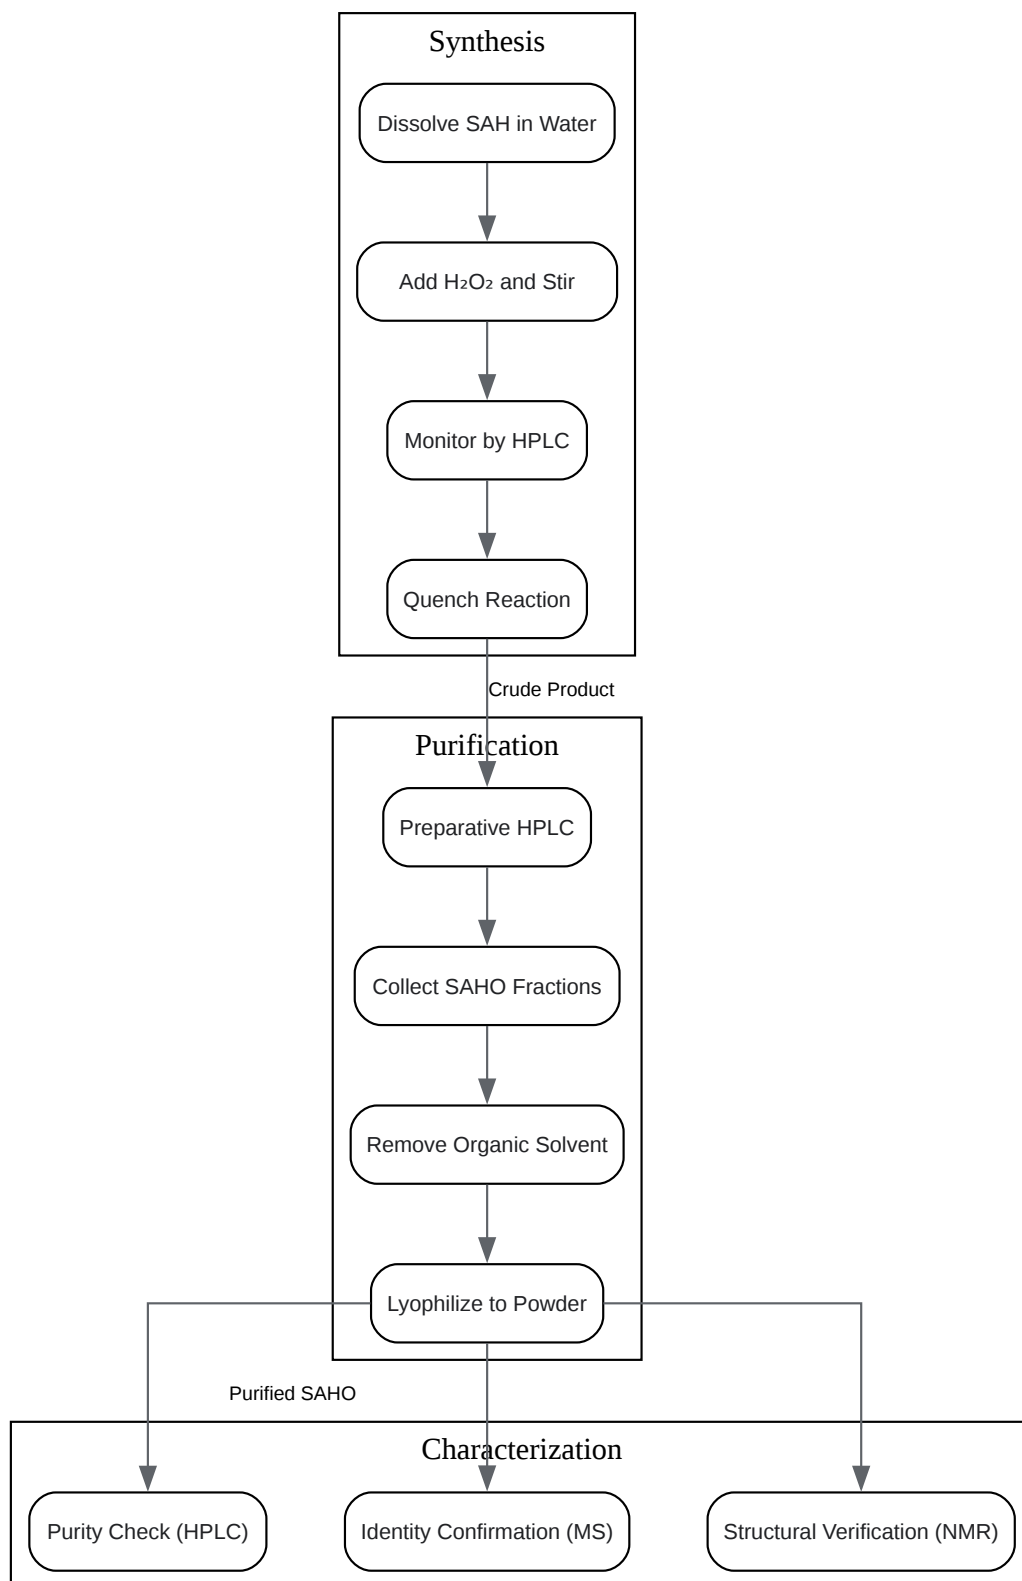 Synthesis
Dissolve SAH in Water
Add H₂O₂ and Stir
Monitor by HPLC
Quench Reaction
Crude Product
Purification
Preparative HPLC
Collect SAHO Fractions
Remove Organic Solvent
Lyophilize to Powder
Purified SAHO
Characterization
Purity Check (HPLC)
Identity Confirmation (MS)
Structural Verification (NMR)